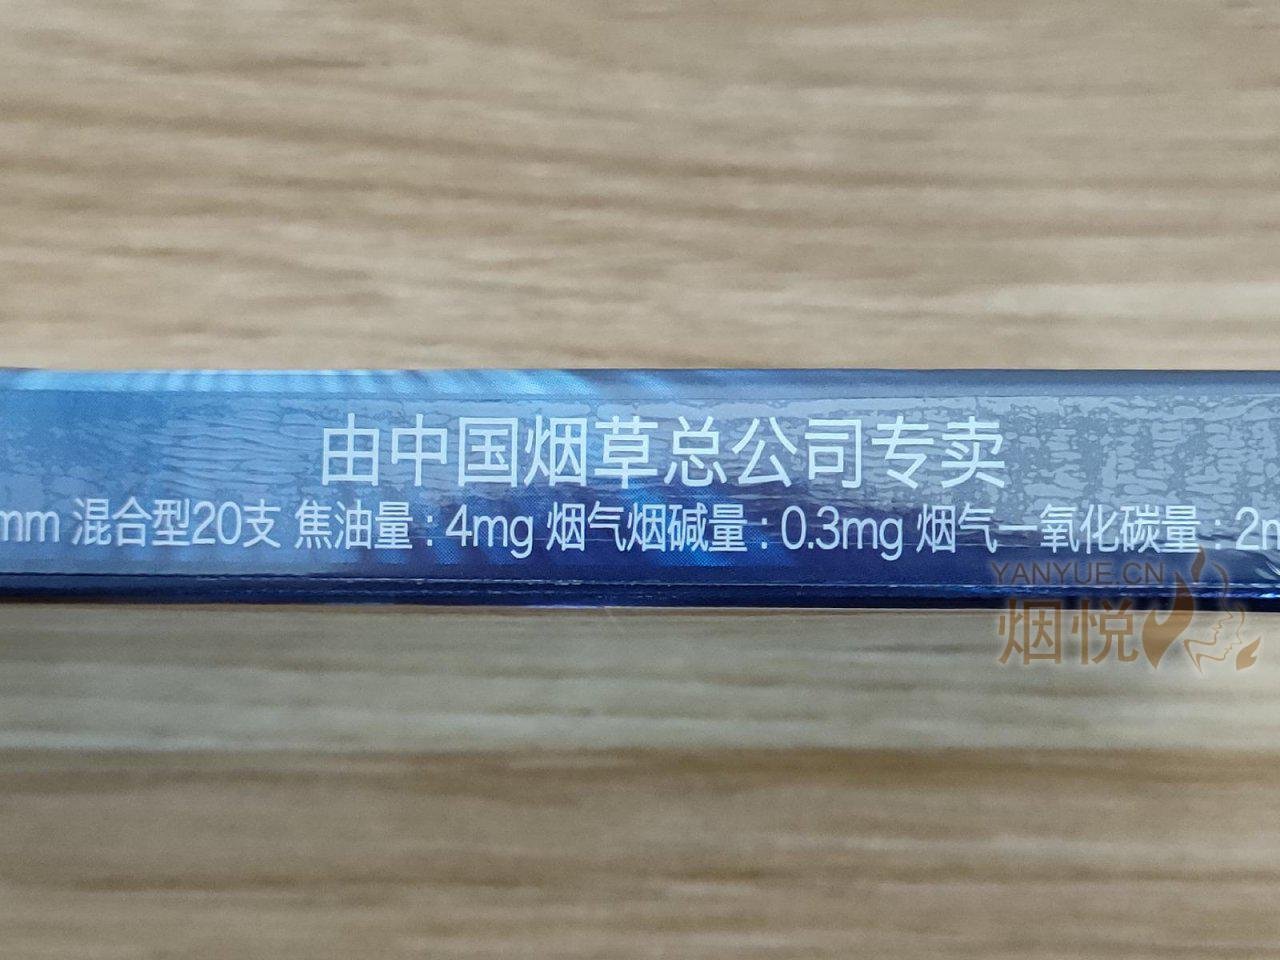 由中国烟草总公司专卖
mm 混合型20支 焦油量：4mg 烟气烟碱量：0.3mg 烟气一氧化碳量：2m
YANYUE.CN
烟悦